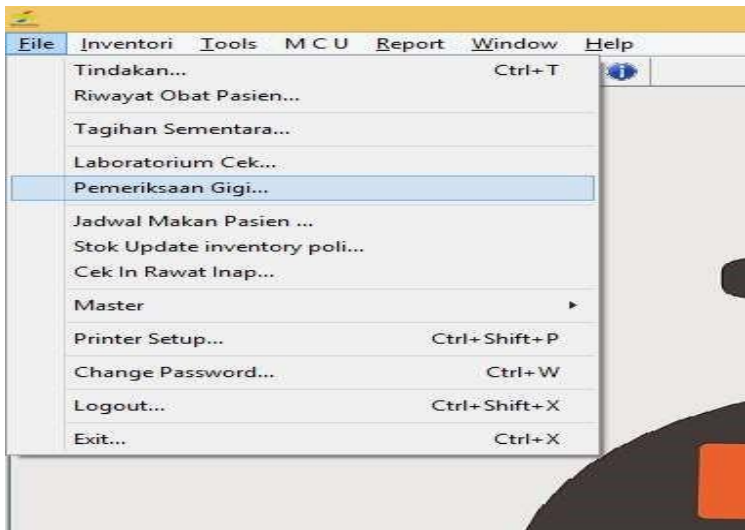 File Inventori Tools M C U Report Window Help
Tindakan... Ctrl+T
Riwayat Obat Pasien...
Tagihan Sementara...
Laboratorium Cek...
Pemeriksaan Gigi...
Jadwal Makan Pasien ...
Stok Update inventory poli...
Cek In Rawat Inap...
Master
Printer Setup... Ctrl+Shift+P
Change Password... Ctrl+W
Logout... Ctrl+Shift+X
Exit... Ctrl+X